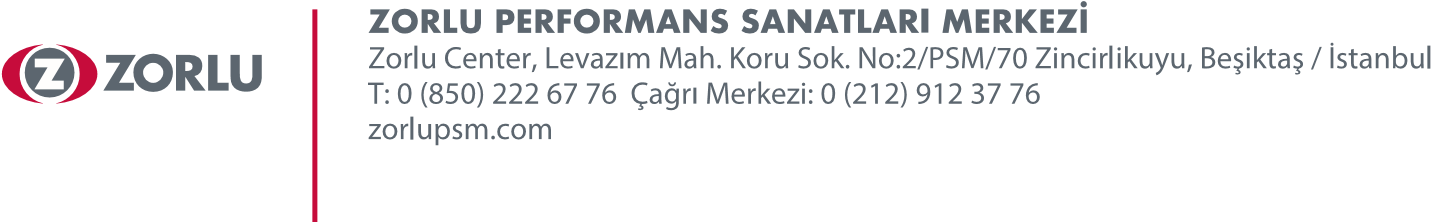 ZORLU
ZORLU PERFORMANS SANATLARI MERKEZİ
Zorlu Center, Levazım Mah. Koru Sok. No:2/PSM/70 Zincirlikuyu, Beşiktaş / İstanbul
T: 0 (850) 222 67 76 Çağrı Merkezi: 0 (212) 912 37 76
zorlupsm.com